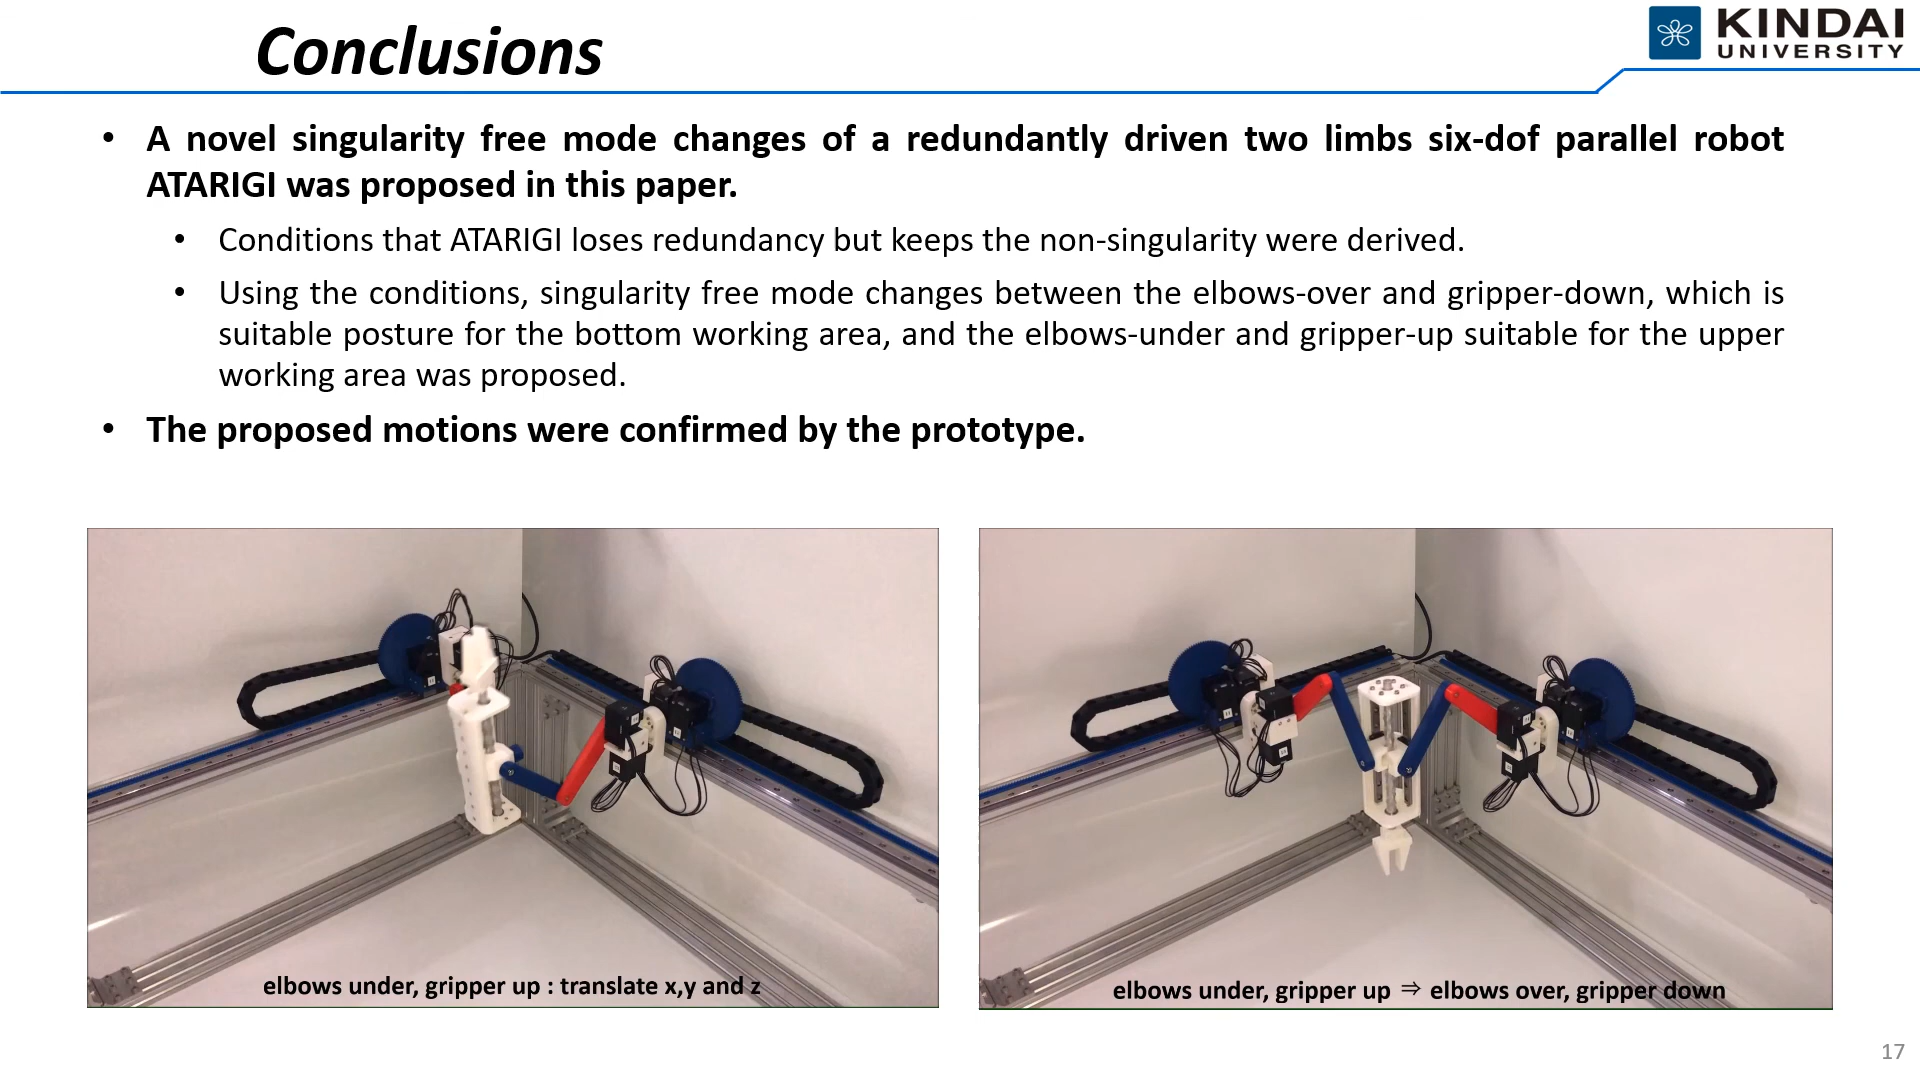 Conclusions
KINDAI
UNIVERSITY
• A novel singularity free mode changes of a redundantly driven two limbs six-dof parallel robot
ATARIGI was proposed in this paper.
• Conditions that ATARIGI loses redundancy but keeps the non-singularity were derived.
• Using the conditions, singularity free mode changes between the elbows-over and gripper-down, which is
suitable posture for the bottom working area, and the elbows-under and gripper-up suitable for the upper
working area was proposed.
• The proposed motions were confirmed by the prototype.
elbows under, gripper up : translate x,y and z
elbows under, gripper up ⇒ elbows over, gripper down
17